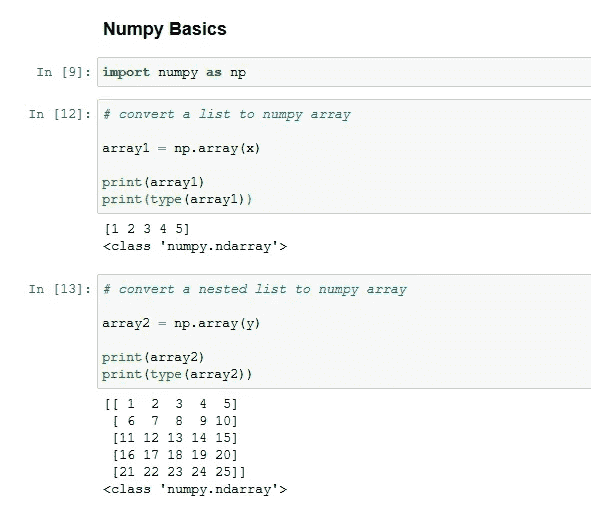 Numpy Basics
In [9]: import numpy as np
In [12]: # convert a list to numpy array
array1 = np.array(x)
print(array1)
print(type(array1))
[1 2 3 4 5]
<class 'numpy.ndarray'>
In [13]: # convert a nested list to numpy array
array2 = np.array(y)
print(array2)
print(type(array2))
[[ 1  2  3  4  5]
 [ 6  7  8  9 10]
 [11 12 13 14 15]
 [16 17 18 19 20]
 [21 22 23 24 25]]
<class 'numpy.ndarray'>